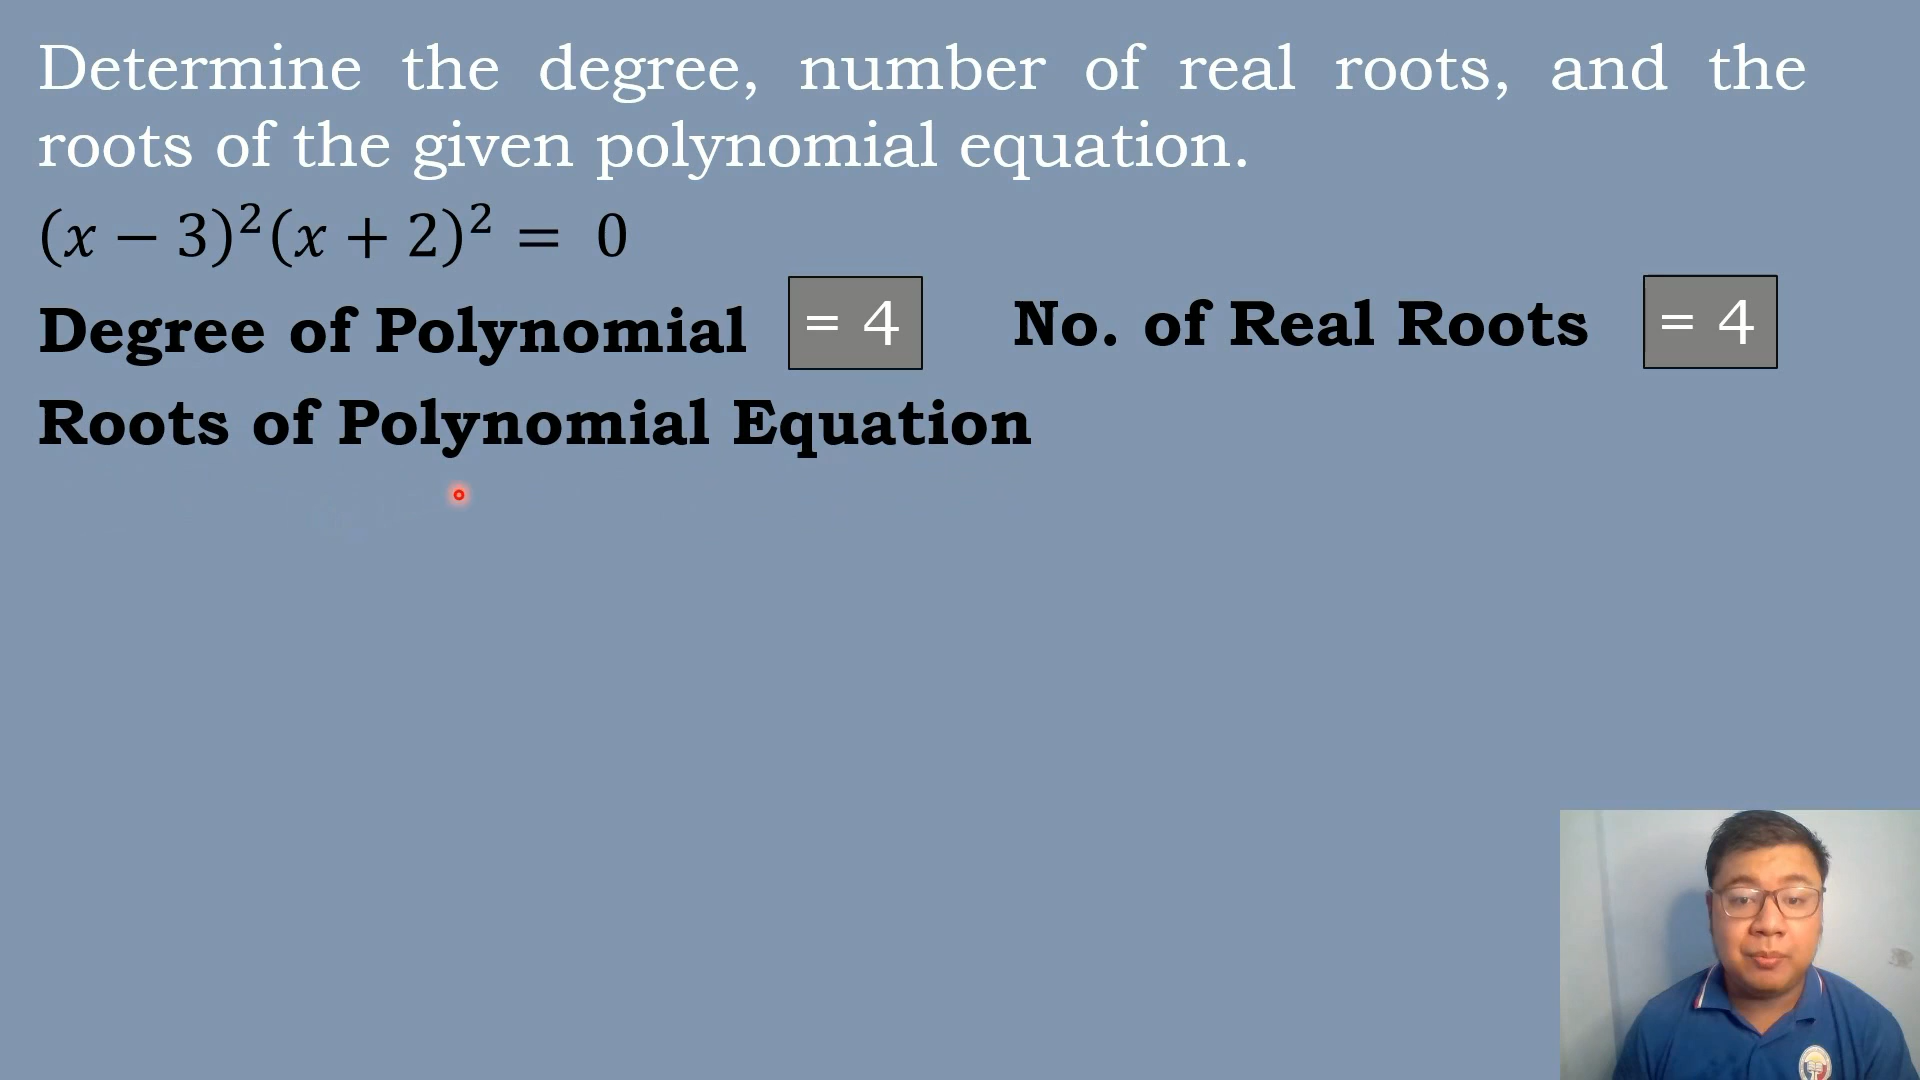 Determine the degree, number of real roots, and the
roots of the given polynomial equation.
(x − 3)²(x + 2)² = 0
Degree of Polynomial = 4 No. of Real Roots = 4
Roots of Polynomial Equation